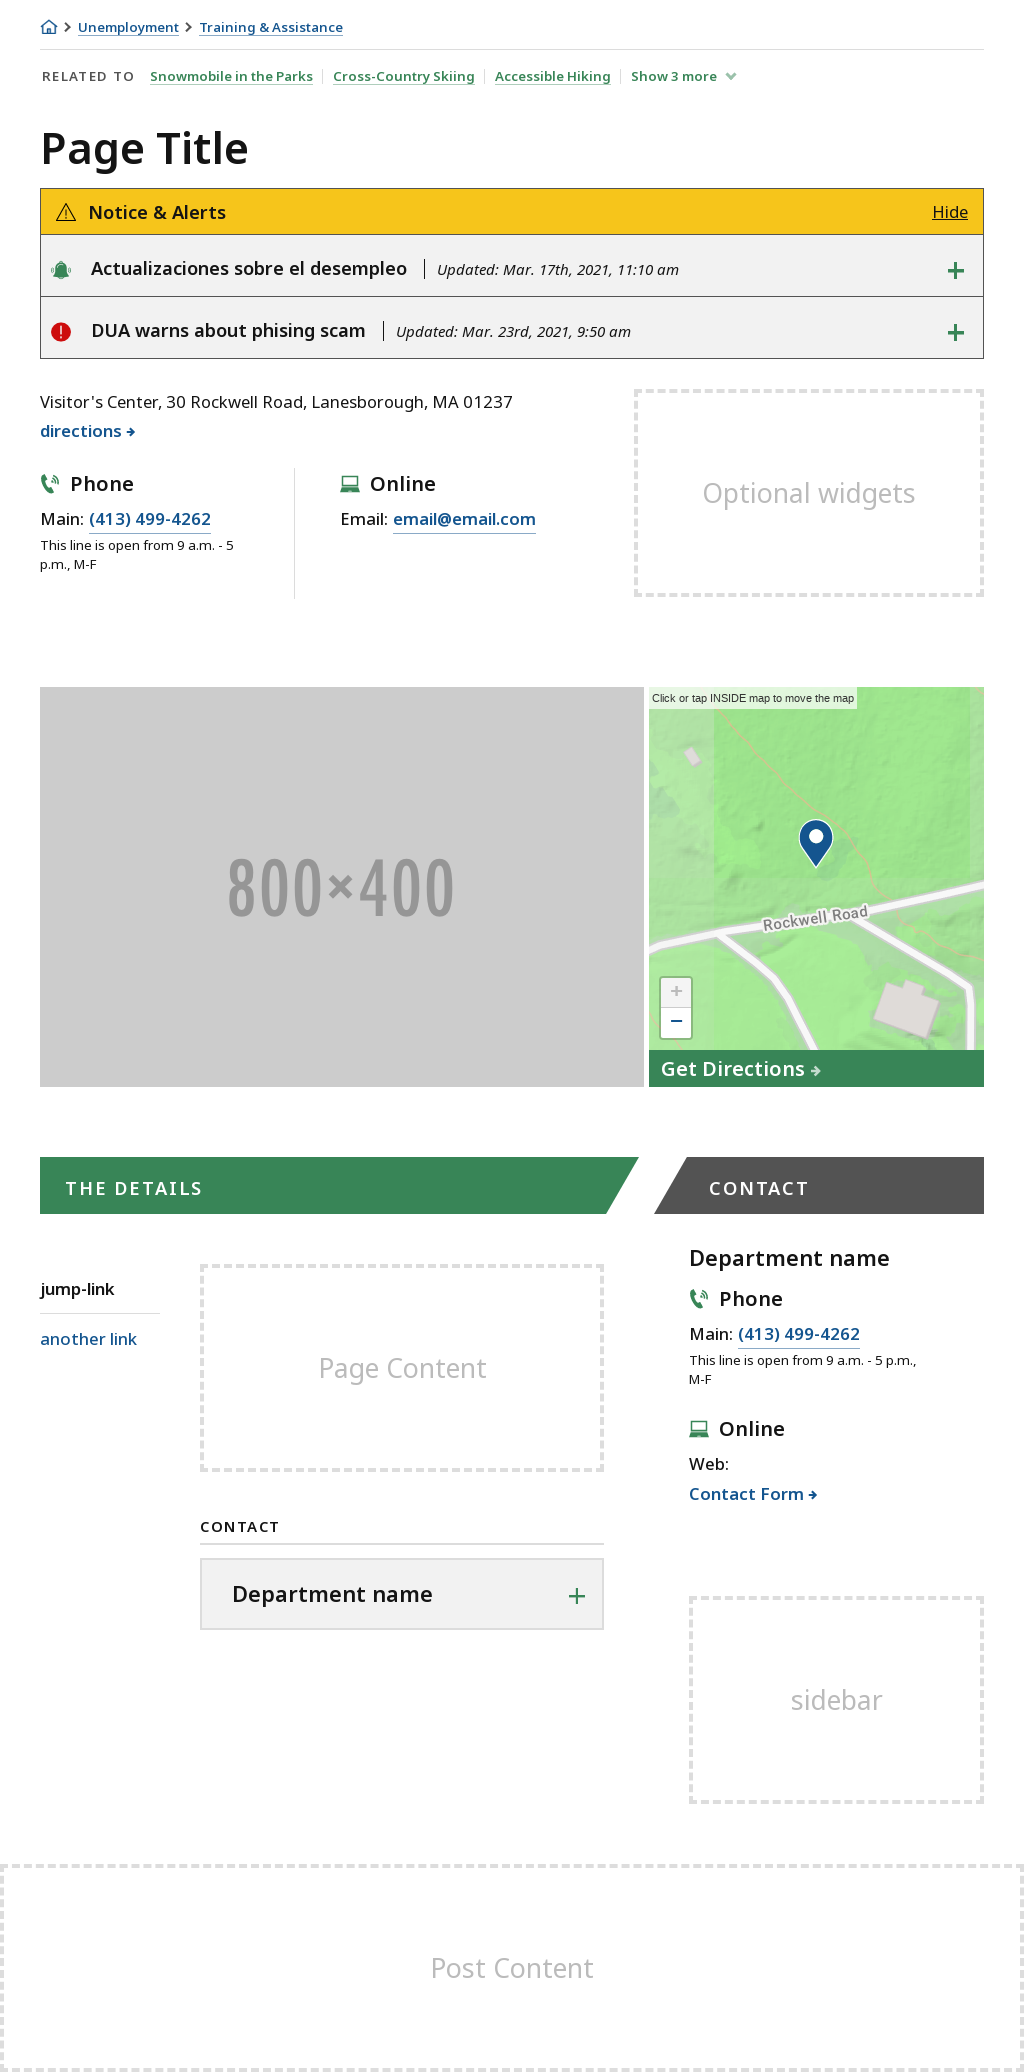 Unemployment Training & Assistance
RELATED TO Snowmobile in the Parks Cross-Country Skiing Accessible Hiking Show 3 more
Page Title
Notice & Alerts Hide
Actualizaciones sobre el desempleo Updated: Mar. 17th, 2021, 11:10 am
DUA warns about phising scam Updated: Mar. 23rd, 2021, 9:50 am
Visitor's Center, 30 Rockwell Road, Lanesborough, MA 01237
directions
Phone
Main: (413) 499-4262
This line is open from 9 a.m. - 5
p.m., M-F
Online
Email: email@email.com
Optional widgets
800×400
Click or tap INSIDE map to move the map
Rockwell Road
+
−
Get Directions
THE DETAILS
jump-link
another link
Page Content
CONTACT
Department name
CONTACT
Department name
Phone
Main: (413) 499-4262
This line is open from 9 a.m. - 5 p.m.,
M-F
Online
Web:
Contact Form
sidebar
Post Content